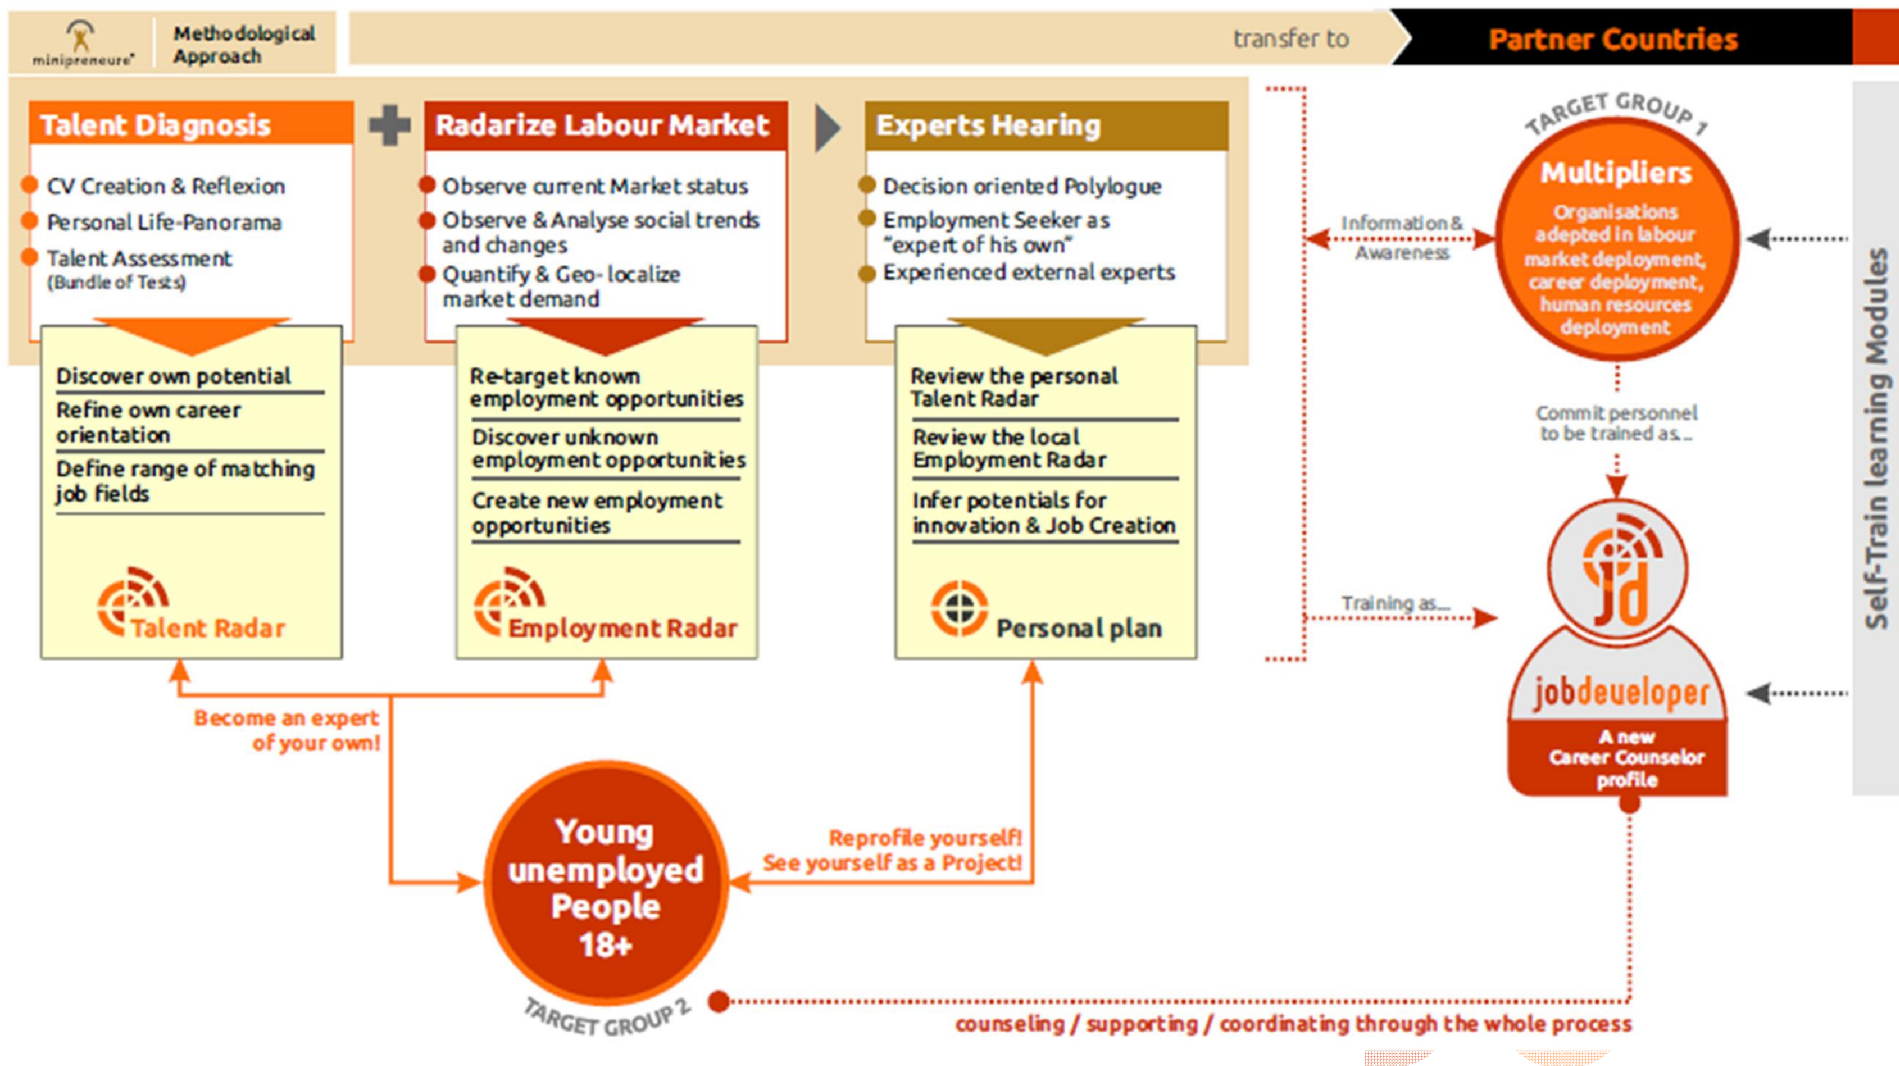 minipreneure®
Methodological
Approach
transfer to
Partner Countries
Talent Diagnosis
CV Creation & Reflexion
Personal Life-Panorama
Talent Assessment
(Bundle of Tests)
Discover own potential
Refine own career
orientation
Define range of matching
job fields
Talent Radar
Radarize Labour Market
Observe current Market status
Observe & Analyse social trends
and changes
Quantify & Geo- localize
market demand
Re-target known
employment opportunities
Discover unknown
employment opportunities
Create new employment
opportunities
Employment Radar
Experts Hearing
Decision oriented Polylogue
Employment Seeker as
"expert of his own"
Experienced external experts
Review the personal
Talent Radar
Review the local
Employment Radar
Infer potentials for
innovation & Job Creation
Personal plan
Become an expert
of your own!
Reprofile yourself!
See yourself as a Project!
Young
unemployed
People
18+
TARGET GROUP 2
Information &
Awareness
Training as...
TARGET GROUP 1
Multipliers
Organisations
adepted in labour
market deployment,
career deployment,
human resources
deployment
Commit personnel
to be trained as...
jd
jobdeveloper
A new
Career Counselor
profile
counseling / supporting / coordinating through the whole process
Self-Train learning Modules